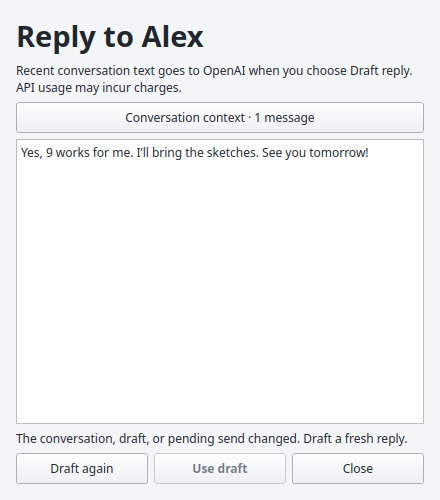 Reply to Alex
Recent conversation text goes to OpenAI when you choose Draft reply.
API usage may incur charges.
Conversation context · 1 message
Yes, 9 works for me. I’ll bring the sketches. See you tomorrow!
The conversation, draft, or pending send changed. Draft a fresh reply.
Draft again
Use draft
Close